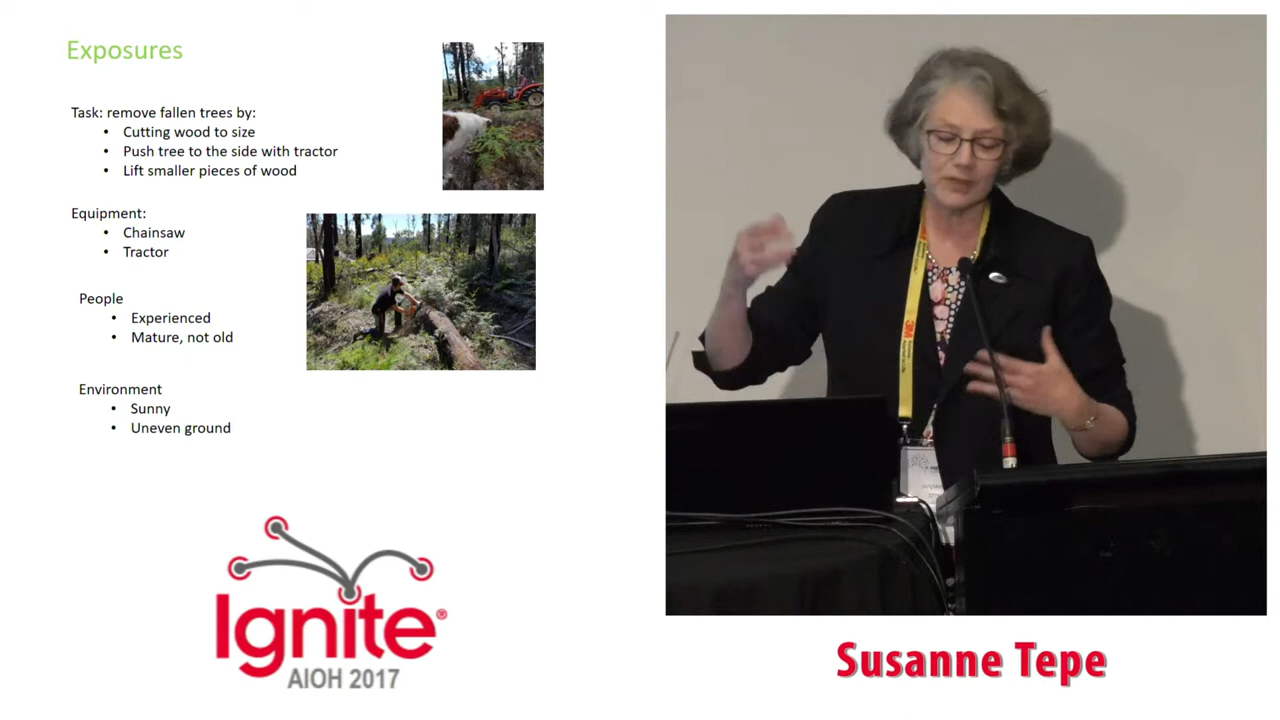 Exposures
Task: remove fallen trees by:
• Cutting wood to size
• Push tree to the side with tractor
• Lift smaller pieces of wood
Equipment:
• Chainsaw
• Tractor
People
• Experienced
• Mature, not old
Environment
• Sunny
• Uneven ground
Ignite®
AIOH 2017
3M
Susanne Tepe